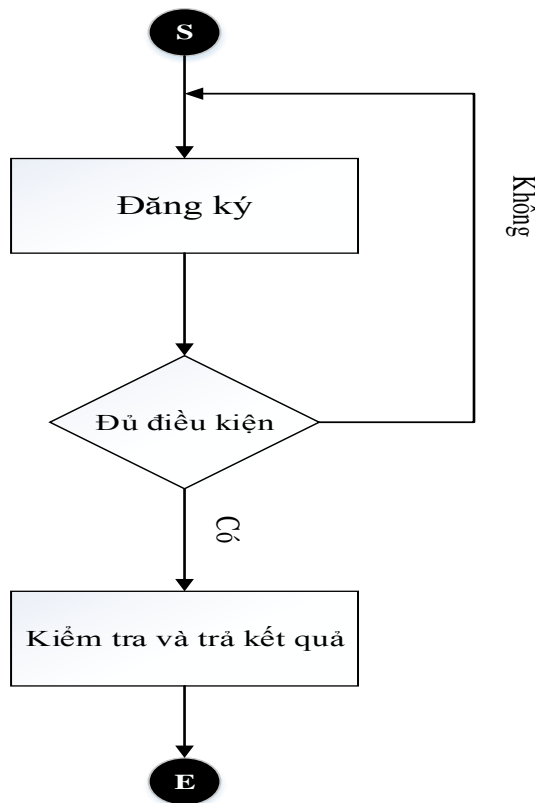 S
Đăng ký
Không
Đủ điều kiện
Có
Kiểm tra và trả kết quả
E